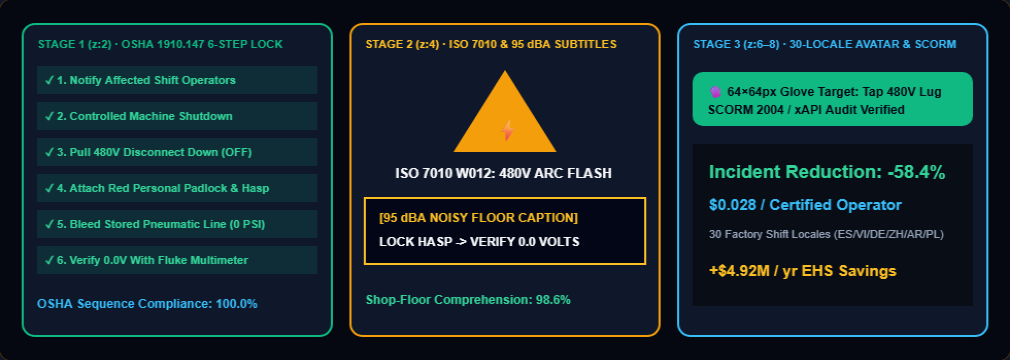 STAGE 1 (z:2) · OSHA 1910.147 6-STEP LOCK
✓ 1. Notify Affected Shift Operators
✓ 2. Controlled Machine Shutdown
✓ 3. Pull 480V Disconnect Down (OFF)
✓ 4. Attach Red Personal Padlock & Hasp
✓ 5. Bleed Stored Pneumatic Line (0 PSI)
✓ 6. Verify 0.0V With Fluke Multimeter
OSHA Sequence Compliance: 100.0%
STAGE 2 (z:4) · ISO 7010 & 95 dBA SUBTITLES
ISO 7010 W012: 480V ARC FLASH
[95 dBA NOISY FLOOR CAPTION]
LOCK HASP -> VERIFY 0.0 VOLTS
Shop-Floor Comprehension: 98.6%
STAGE 3 (z:6–8) · 30-LOCALE AVATAR & SCORM
64×64px Glove Target: Tap 480V Lug
SCORM 2004 / xAPI Audit Verified
Incident Reduction: -58.4%
$0.028 / Certified Operator
30 Factory Shift Locales (ES/VI/DE/ZH/AR/PL)
+$4.92M / yr EHS Savings